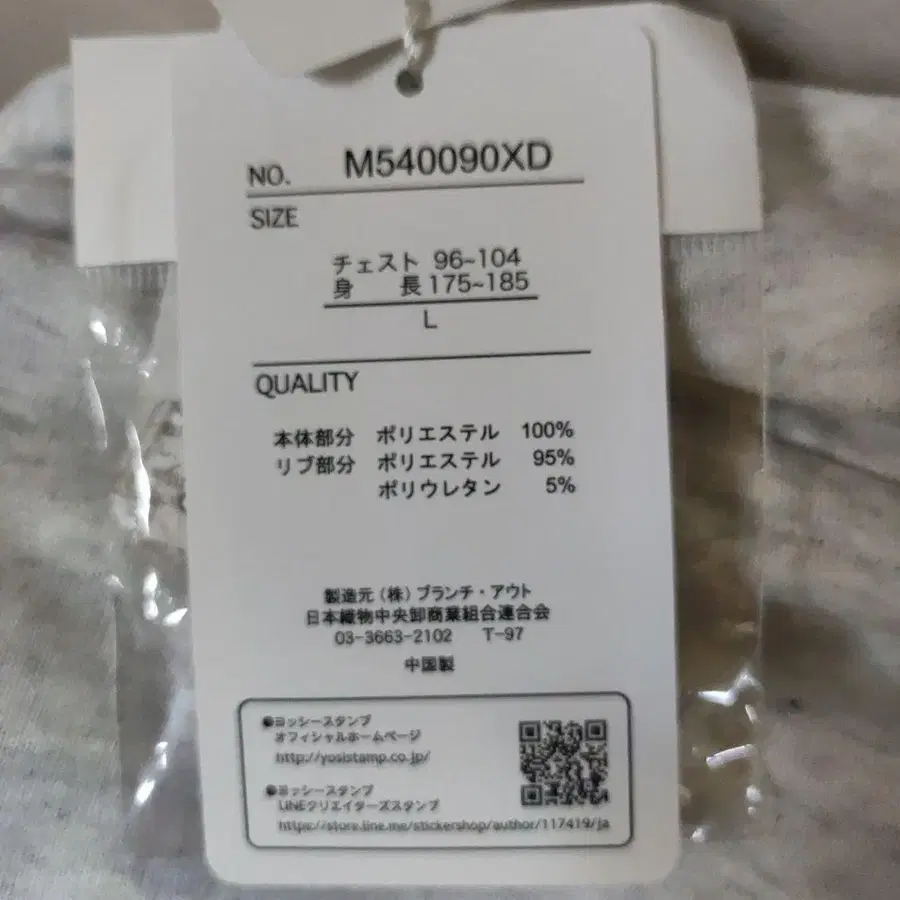 NO. M540090XD
SIZE
チェスト 96~104
身 長 175~185
L
QUALITY
本体部分 ポリエステル 100%
リブ部分 ポリエステル 95%
ポリウレタン 5%
製造元(株)ブランチ・アウト
日本織物中央卸商業組合連合会
03-3663-2102 T-97
中国製
●ヨッシースタンプ
オフィシャルホームページ
http://yosistamp.co.jp/
●ヨッシースタンプ
LINEクリエイターズスタンプ
https://store.line.me/stickershop/author/117419/ja